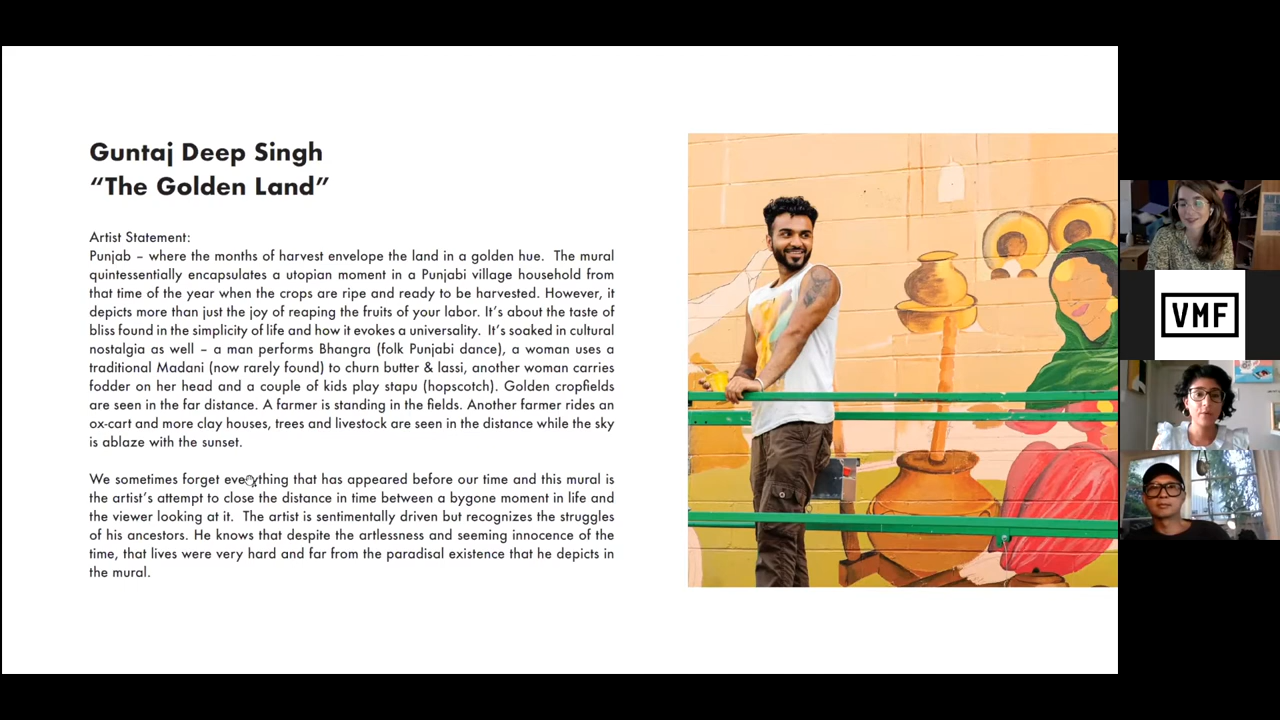 Guntaj Deep Singh
“The Golden Land”
Artist Statement:
Punjab – where the months of harvest envelope the land in a golden hue. The mural
quintessentially encapsulates a utopian moment in a Punjabi village household from
that time of the year when the crops are ripe and ready to be harvested. However, it
depicts more than just the joy of reaping the fruits of your labor. It’s about the taste of
bliss found in the simplicity of life and how it evokes a universality. It’s soaked in cultural
nostalgia as well – a man performs Bhangra (folk Punjabi dance), a woman uses a
traditional Madani (now rarely found) to churn butter & lassi, another woman carries
fodder on her head and a couple of kids play stapu (hopscotch). Golden cropfields
are seen in the far distance. A farmer is standing in the fields. Another farmer rides an
ox-cart and more clay houses, trees and livestock are seen in the distance while the sky
is ablaze with the sunset.
We sometimes forget everything that has appeared before our time and this mural is
the artist’s attempt to close the distance in time between a bygone moment in life and
the viewer looking at it. The artist is sentimentally driven but recognizes the struggles
of his ancestors. He knows that despite the artlessness and seeming innocence of the
time, that lives were very hard and far from the paradisal existence that he depicts in
the mural.
VMF